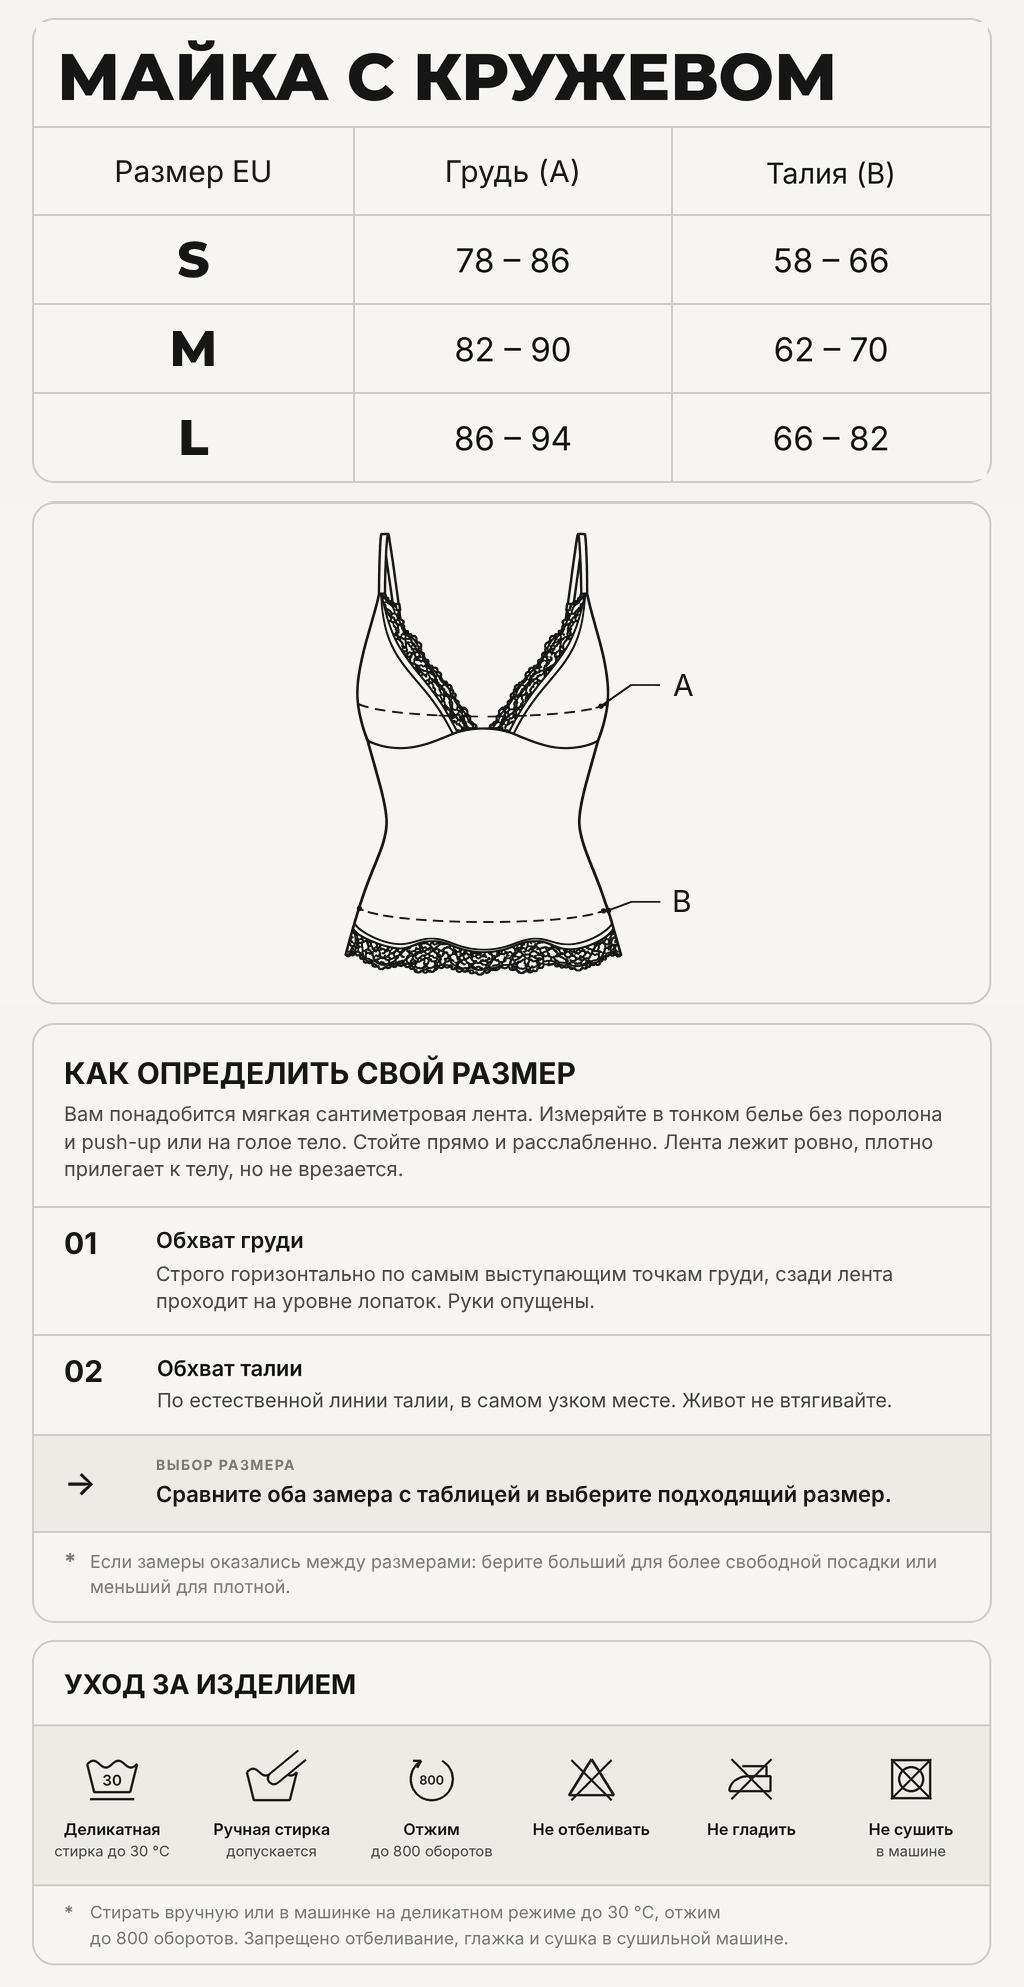 МАЙКА С КРУЖЕВОМ
Размер EU Грудь (A) Талия (B)
S 78 – 86 58 – 66
M 82 – 90 62 – 70
L 86 – 94 66 – 82
A
B
КАК ОПРЕДЕЛИТЬ СВОЙ РАЗМЕР
Вам понадобится мягкая сантиметровая лента. Измеряйте в тонком белье без поролона
и push-up или на голое тело. Стойте прямо и расслабленно. Лента лежит ровно, плотно
прилегает к телу, но не врезается.
01 Обхват груди
Строго горизонтально по самым выступающим точкам груди, сзади лента
проходит на уровне лопаток. Руки опущены.
02 Обхват талии
По естественной линии талии, в самом узком месте. Живот не втягивайте.
ВЫБОР РАЗМЕРА
→ Сравните оба замера с таблицей и выберите подходящий размер.
* Если замеры оказались между размерами: берите больший для более свободной посадки или
меньший для плотной.
УХОД ЗА ИЗДЕЛИЕМ
30 800
Деликатная Ручная стирка Отжим Не отбеливать Не гладить Не сушить
стирка до 30 °C допускается до 800 оборотов в машине
* Стирать вручную или в машинке на деликатном режиме до 30 °C, отжим
до 800 оборотов. Запрещено отбеливание, глажка и сушка в сушильной машине.